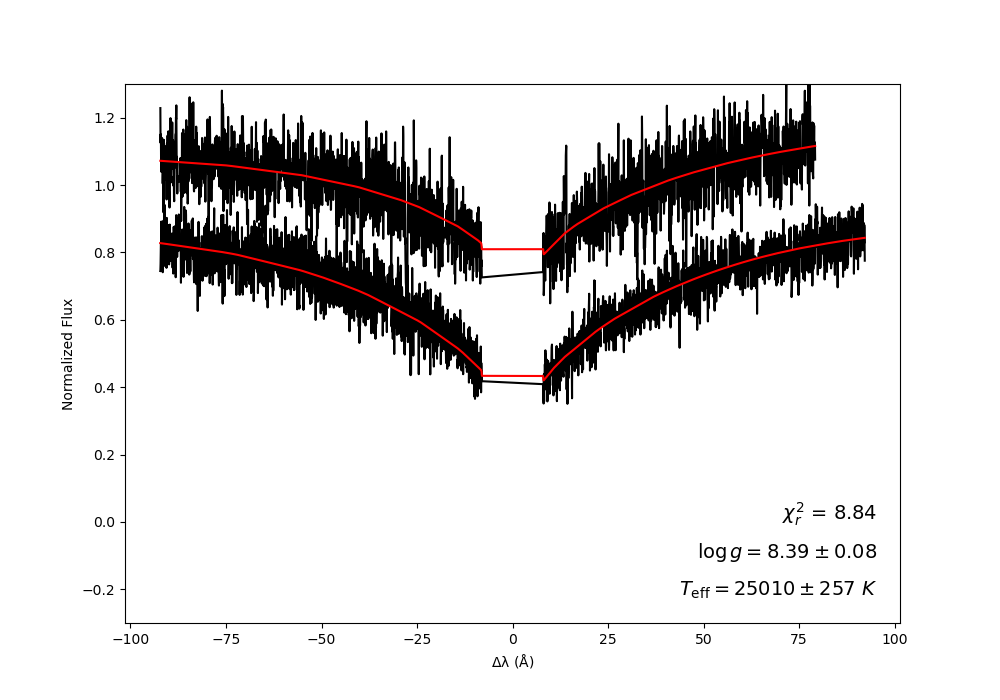 1.2
1.0
0.8
0.6
0.4
0.2
0.0
−0.2
Normalized Flux
χ²ᵣ = 8.84
log g = 8.39 ± 0.08
T_eff = 25010 ± 257 K
−100 −75 −50 −25 0 25 50 75 100
Δλ (Å)